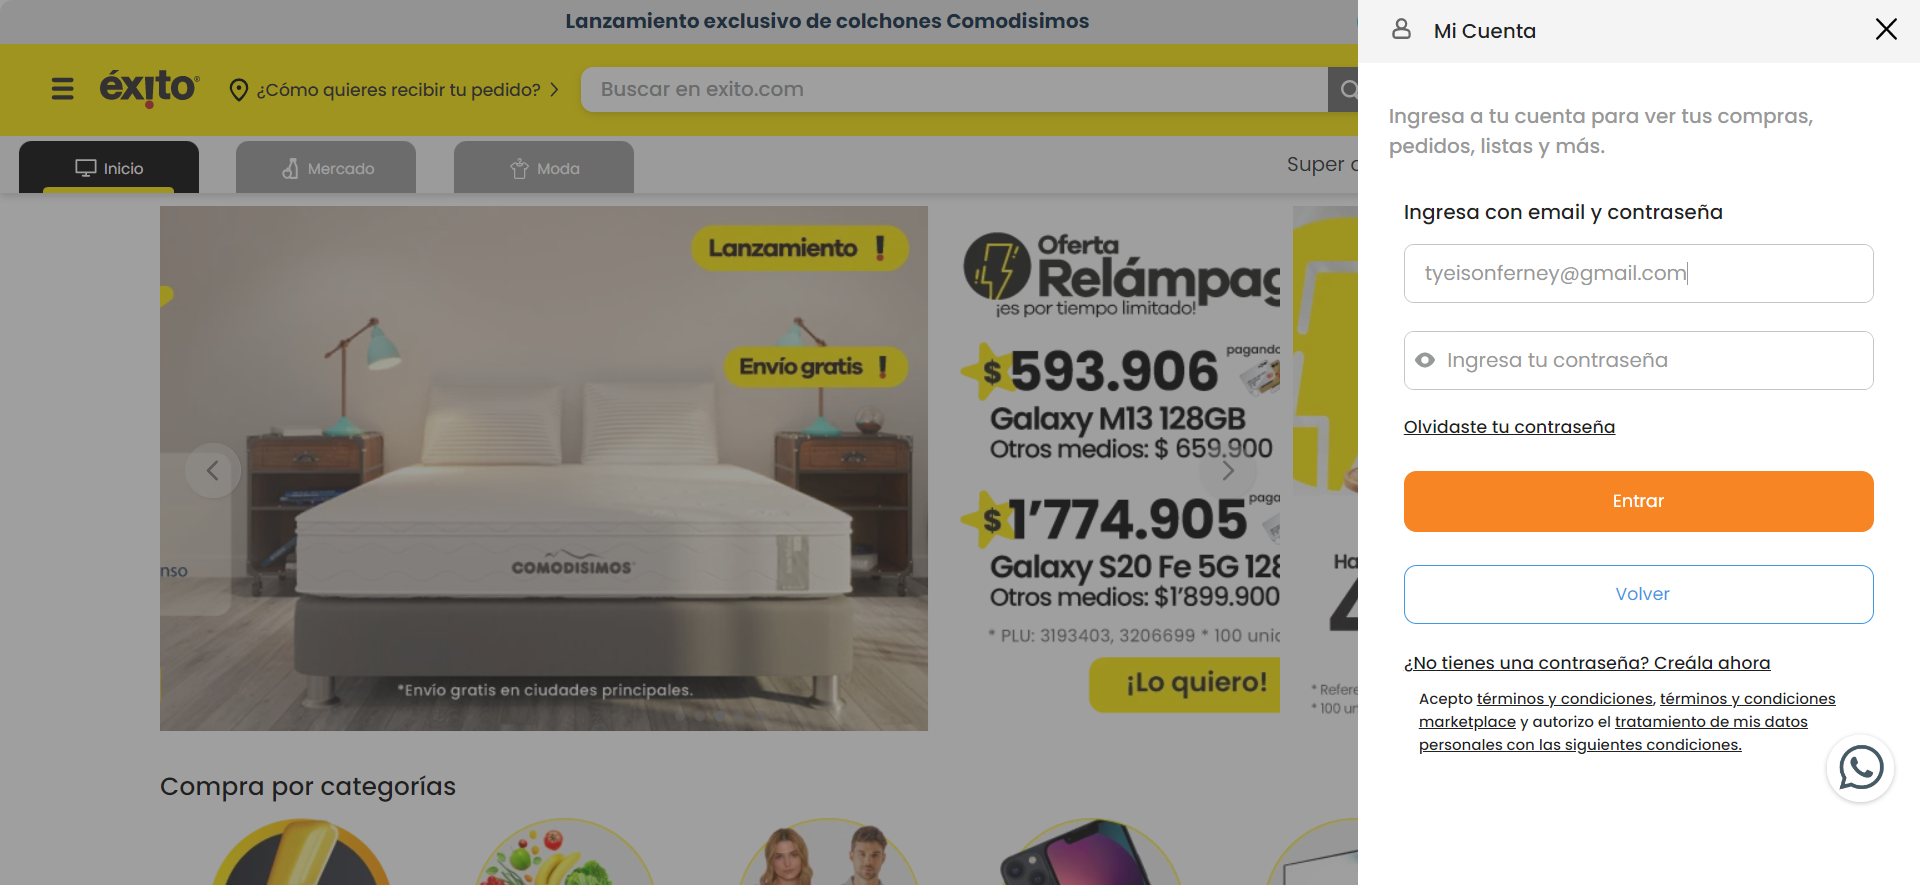 Lanzamiento exclusivo de colchones Comodisimos
éxito
¿Cómo quieres recibir tu pedido?
Buscar en exito.com
Inicio
Mercado
Moda
Super
Lanzamiento !
Envío gratis !
COMODISIMOS
*Envío gratis en ciudades principales.
Oferta
Relámpag
¡es por tiempo limitado!
$593.906
pagando
Galaxy M13 128GB
Otros medios: $ 659.900
$1'774.905
paga
Galaxy S20 Fe 5G 128
Otros medios: $1'899.900
* PLU: 3193403, 3206699 * 100 unid
¡Lo quiero!
Ha
4
* Refere
* 100 un
Compra por categorías
Mi Cuenta
Ingresa a tu cuenta para ver tus compras,
pedidos, listas y más.
Ingresa con email y contraseña
tyeisonferney@gmail.com
Ingresa tu contraseña
Olvidaste tu contraseña
Entrar
Volver
¿No tienes una contraseña? Creála ahora
Acepto términos y condiciones, términos y condiciones
marketplace y autorizo el tratamiento de mis datos
personales con las siguientes condiciones.